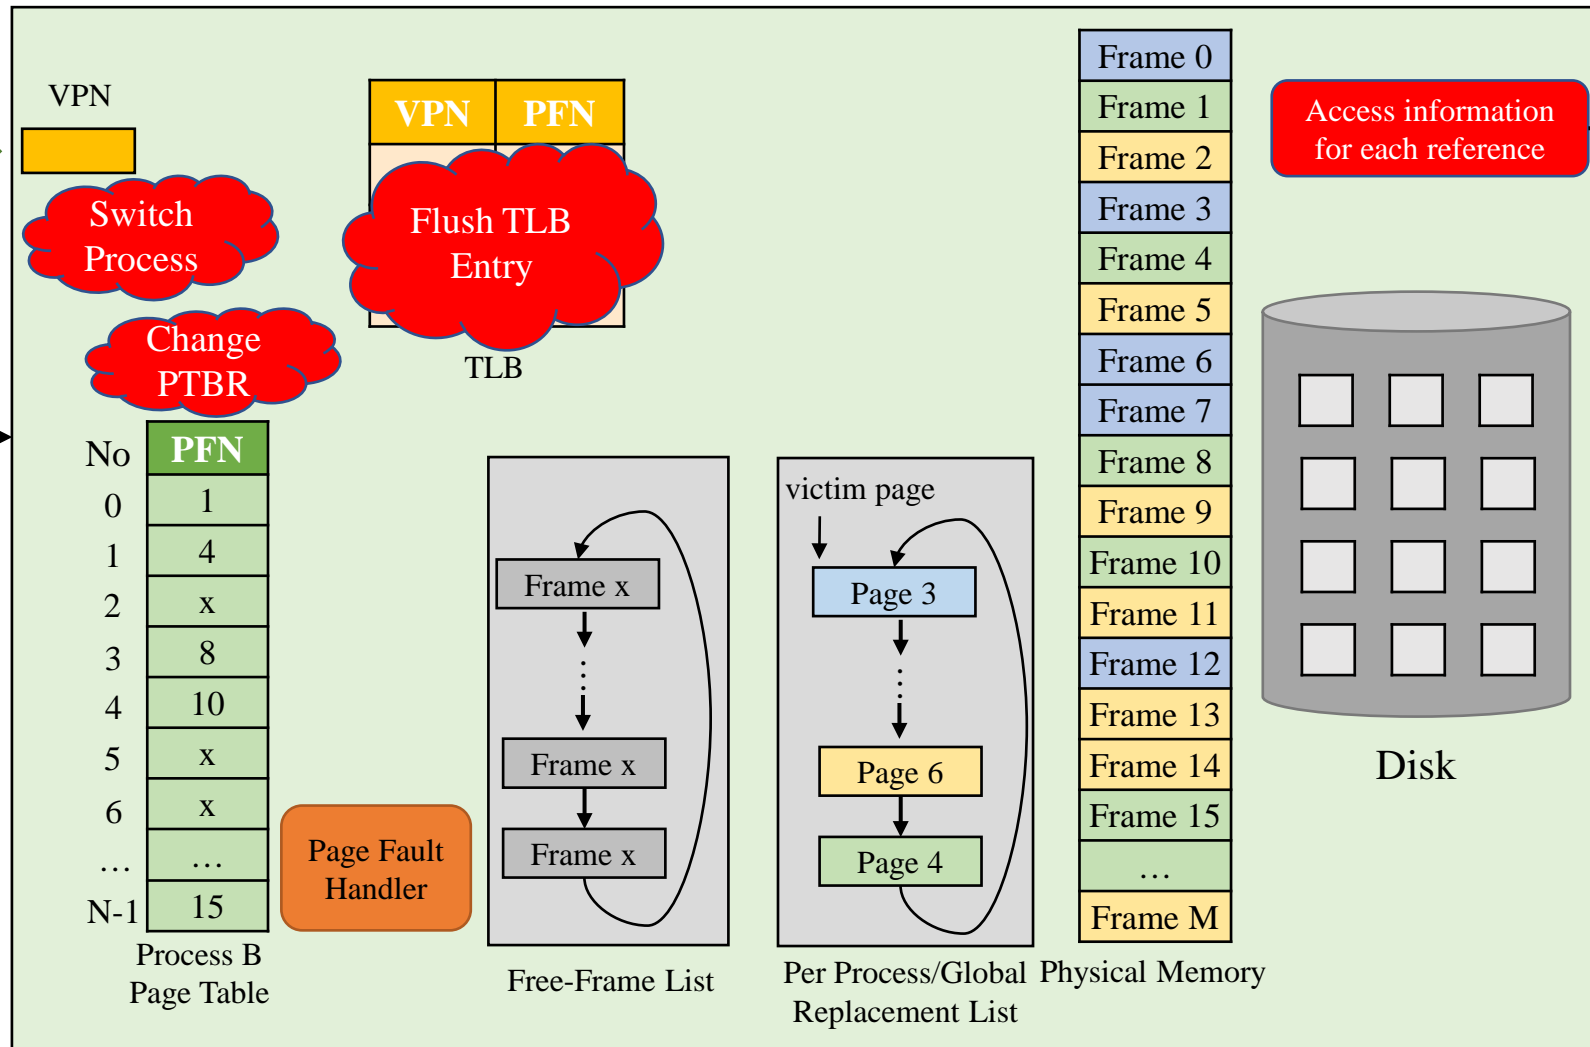 VPN
Switch
Process
Change
PTBR
VPN PFN
Flush TLB
Entry
TLB
No PFN
0 1
1 4
2 x
3 8
4 10
5 x
6 x
… …
N-1 15
Process B
Page Table
Page Fault
Handler
Frame x
Frame x
Frame x
Free-Frame List
victim page
Page 3
Page 6
Page 4
Per Process/Global
Replacement List
Frame 0
Frame 1
Frame 2
Frame 3
Frame 4
Frame 5
Frame 6
Frame 7
Frame 8
Frame 9
Frame 10
Frame 11
Frame 12
Frame 13
Frame 14
Frame 15
…
Frame M
Physical Memory
Access information
for each reference
Disk